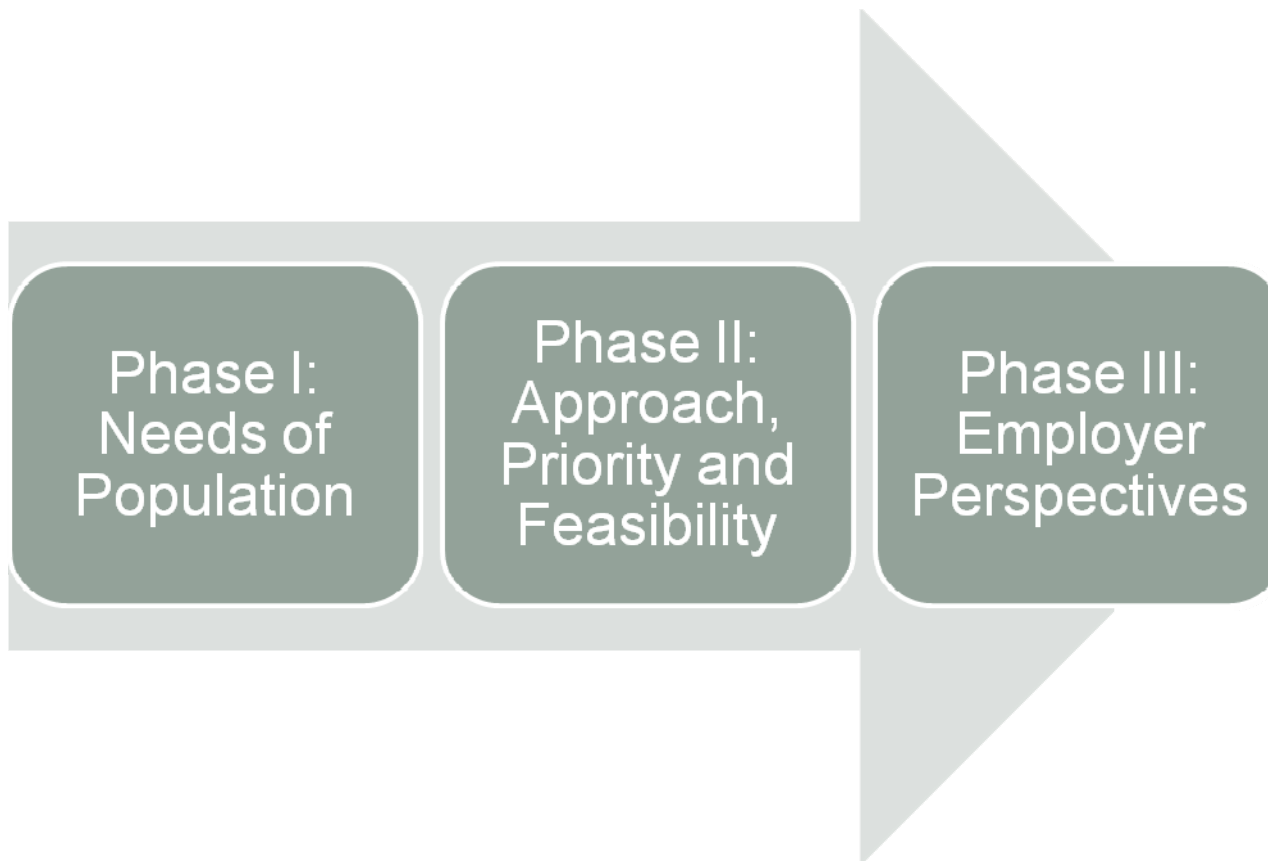 Phase I:
Needs of
Population
Phase II:
Approach,
Priority and
Feasibility
Phase III:
Employer
Perspectives